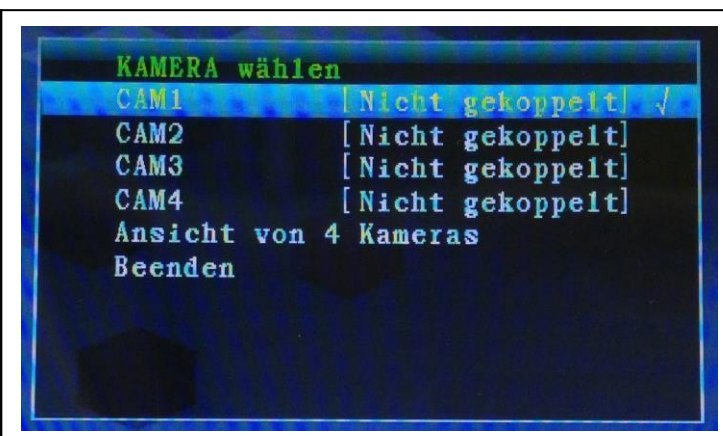 KAMERA wählen
CAM1 [Nicht gekoppelt] √
CAM2 [Nicht gekoppelt]
CAM3 [Nicht gekoppelt]
CAM4 [Nicht gekoppelt]
Ansicht von 4 Kameras
Beenden